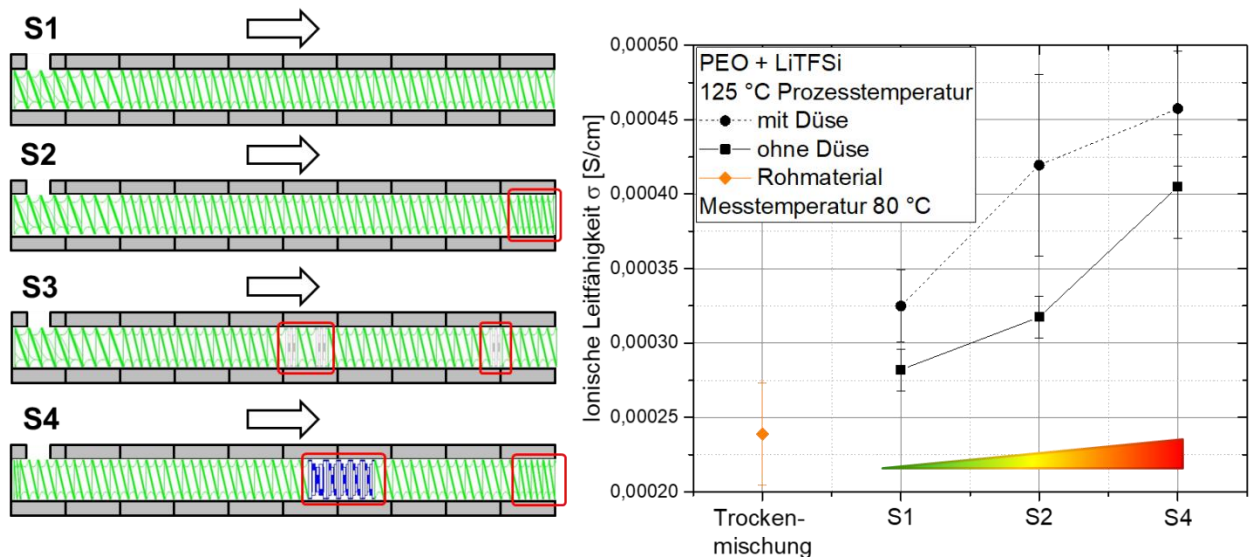 S1
S2
S3
S4
Ionische Leitfähigkeit σ [S/cm]
0,00050
0,00045
0,00040
0,00035
0,00030
0,00025
0,00020
PEO + LiTFSi
125 °C Prozesstemperatur
mit Düse
ohne Düse
Rohmaterial
Messtemperatur 80 °C
Trocken-
mischung
S1
S2
S4